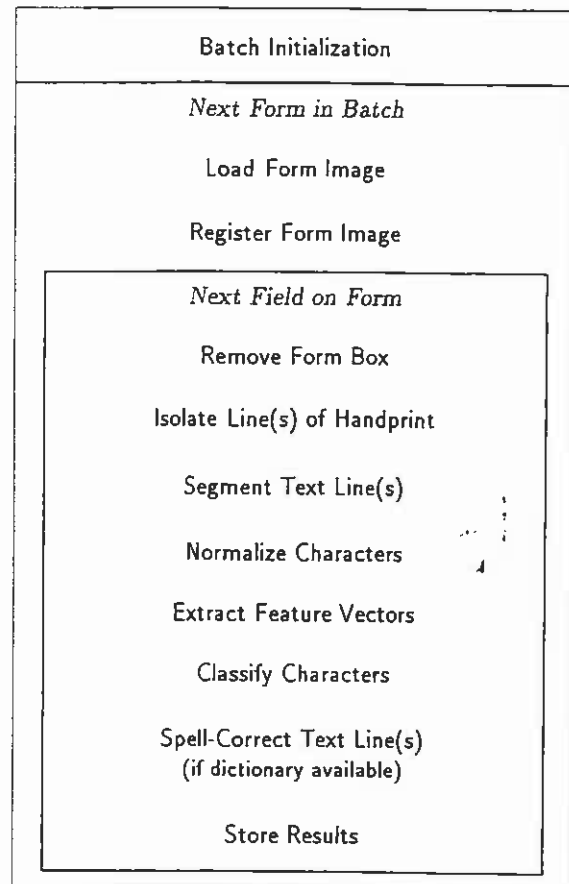 Batch Initialization
Next Form in Batch
Load Form Image
Register Form Image
Next Field on Form
Remove Form Box
Isolate Line(s) of Handprint
Segment Text Line(s)
Normalize Characters
Extract Feature Vectors
Classify Characters
Spell-Correct Text Line(s)
(if dictionary available)
Store Results